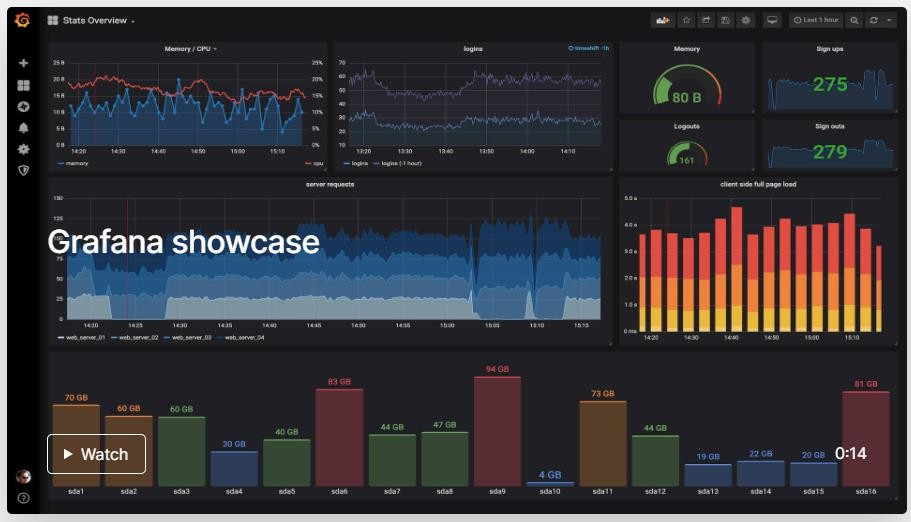 Stats Overview
Last 1 hour
Memory / CPU
25 B
20 B
15 B
10 B
5 B
0 B
25%
20%
15%
10%
5%
0%
14:20 14:30 14:40 14:50 15:00 15:10
memory
cpu
logins
timeshift -1h
70
60
50
40
30
20
10
13:20 13:30 13:40 13:50 14:00 14:10
logins logins (-1 hour)
Memory
80 B
Sign ups
275
Logouts
161
Sign outs
279
server requests
150
125
100
75
50
25
0
14:20 14:25 14:30 14:35 14:40 14:45 14:50 14:55 15:00 15:05 15:10 15:15
web_server_01 web_server_02 web_server_03 web_server_04
Grafana showcase
client side full page load
5.0 s
4.0 s
3.0 s
2.0 s
1.0 s
0 ms
14:20 14:30 14:40 14:50 15:00 15:10
70 GB 60 GB 60 GB 30 GB 40 GB 83 GB 44 GB 47 GB 94 GB 4 GB 73 GB 44 GB 19 GB 22 GB 20 GB 81 GB
Watch
0:14
sda1 sda2 sda3 sda4 sda5 sda6 sda7 sda8 sda9 sda10 sda11 sda12 sda13 sda14 sda15 sda16